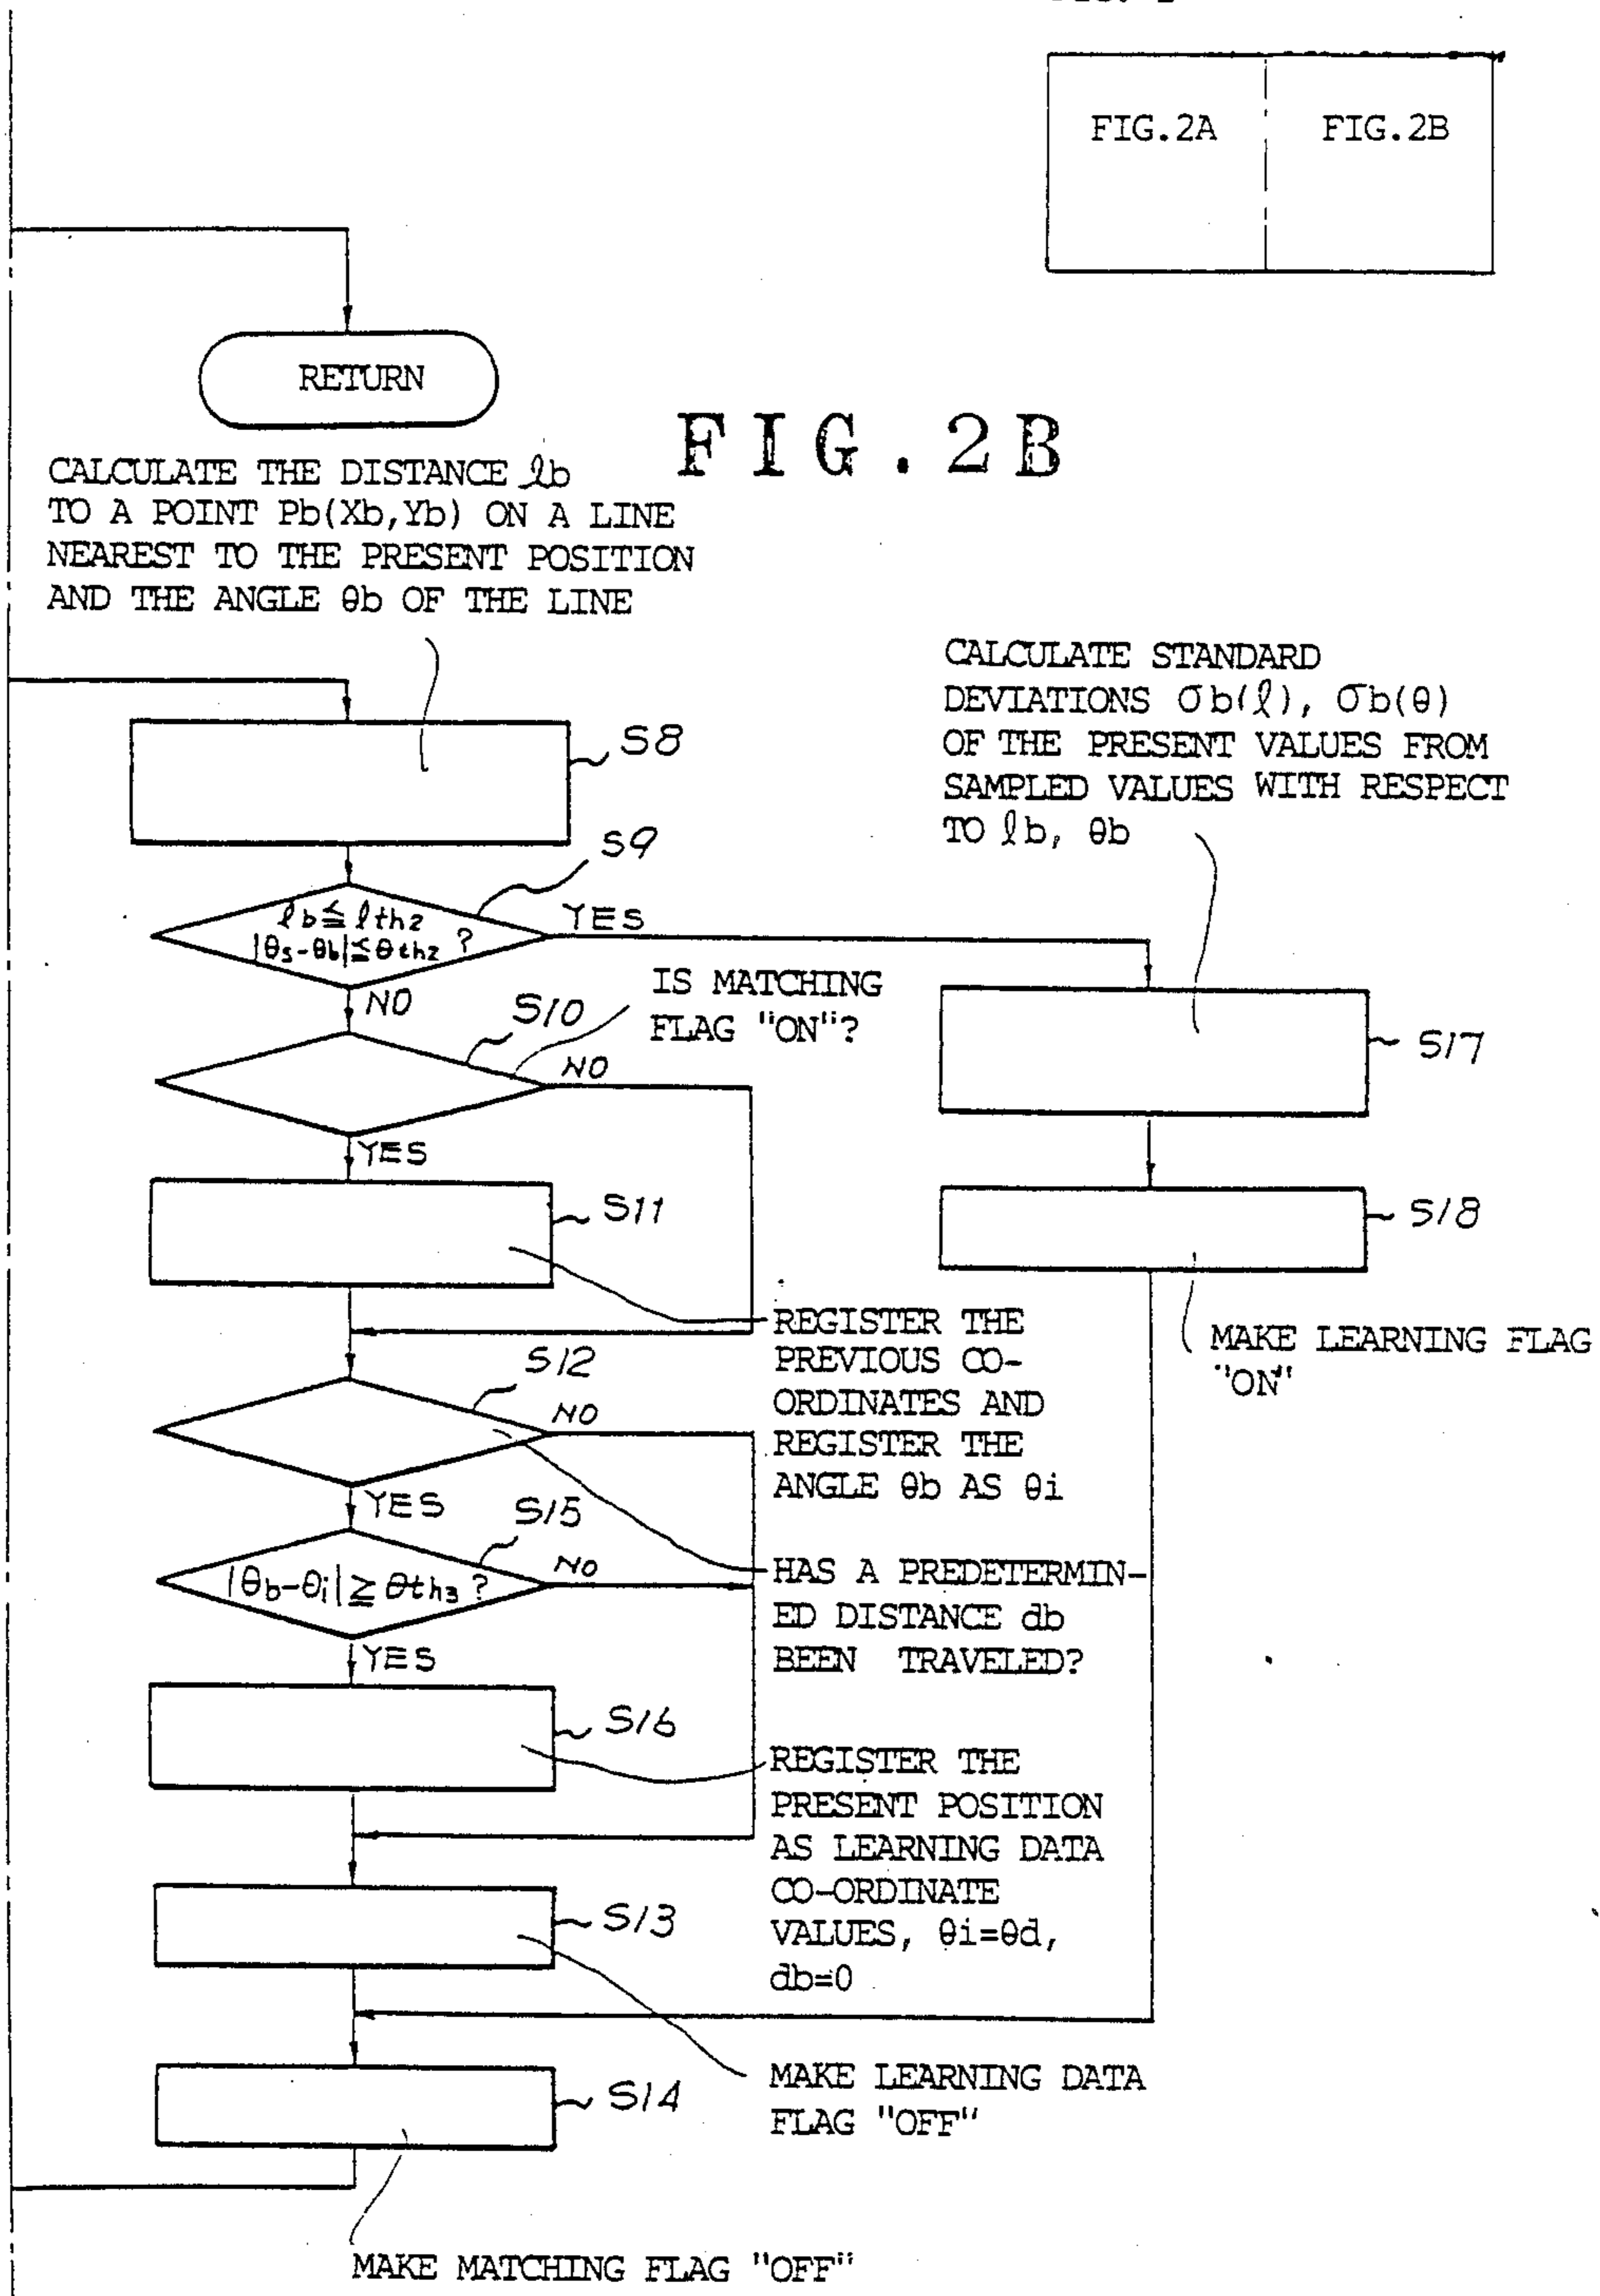 FIG.2A
FIG.2B
RETURN
FIG.2B
CALCULATE THE DISTANCE ℓb
TO A POINT Pb(Xb,Yb) ON A LINE
NEAREST TO THE PRESENT POSITION
AND THE ANGLE θb OF THE LINE
CALCULATE STANDARD
DEVIATIONS σb(ℓ), σb(θ)
OF THE PRESENT VALUES FROM
SAMPLED VALUES WITH RESPECT
TO ℓb, θb
S8
S9
ℓb≦ℓth2
|θs-θb|≦θth2 ?
YES
NO
S10
IS MATCHING
FLAG "ON"?
NO
YES
S17
S11
S18
REGISTER THE
PREVIOUS CO-
ORDINATES AND
REGISTER THE
ANGLE θb AS θi
MAKE LEARNING FLAG
"ON"
S12
NO
YES
S15
|θb-θi|≧θth3 ?
NO
HAS A PREDETERMIN-
ED DISTANCE db
BEEN TRAVELED?
YES
S16
REGISTER THE
PRESENT POSITION
AS LEARNING DATA
CO-ORDINATE
VALUES, θi=θd,
db=0
S13
MAKE LEARNING DATA
FLAG "OFF"
S14
MAKE MATCHING FLAG "OFF"